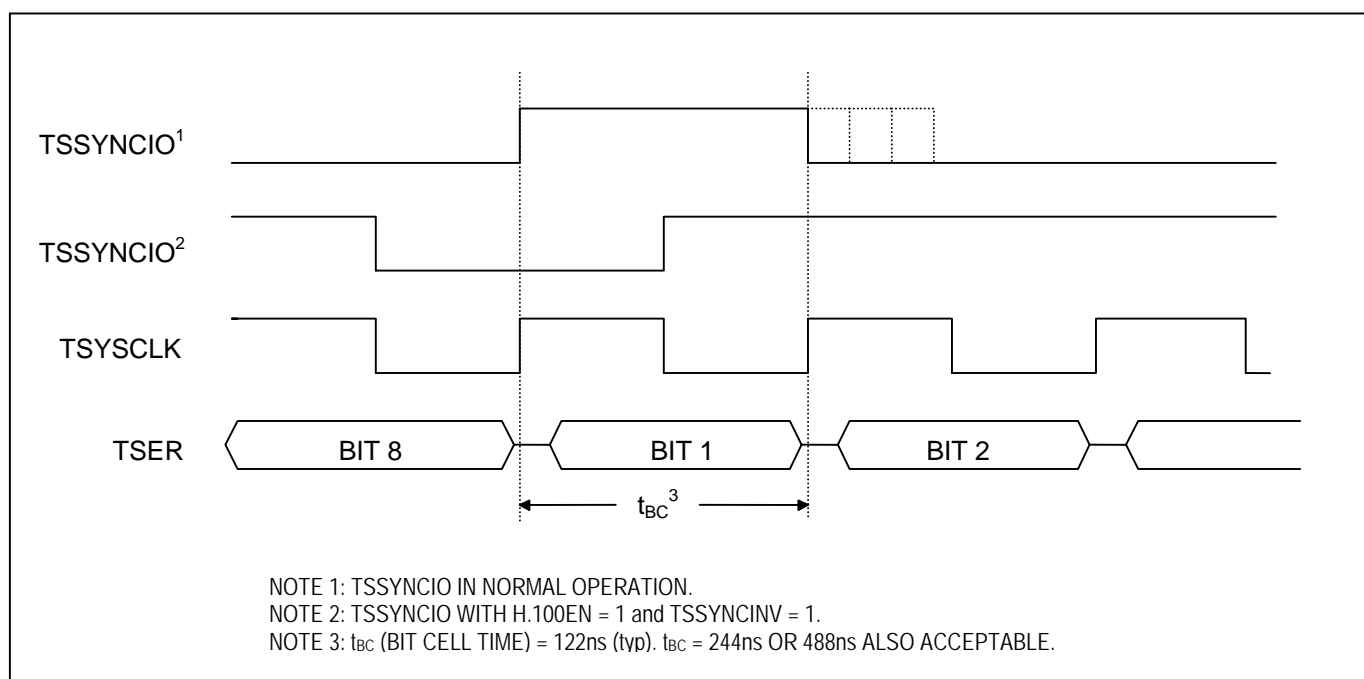 TSSYNCIO¹
TSSYNCIO²
TSYSCLK
TSER
BIT 8
BIT 1
BIT 2
tBC³
NOTE 1: TSSYNCIO IN NORMAL OPERATION.
NOTE 2: TSSYNCIO WITH H.100EN = 1 and TSSYNCINV = 1.
NOTE 3: tBC (BIT CELL TIME) = 122ns (typ). tBC = 244ns OR 488ns ALSO ACCEPTABLE.